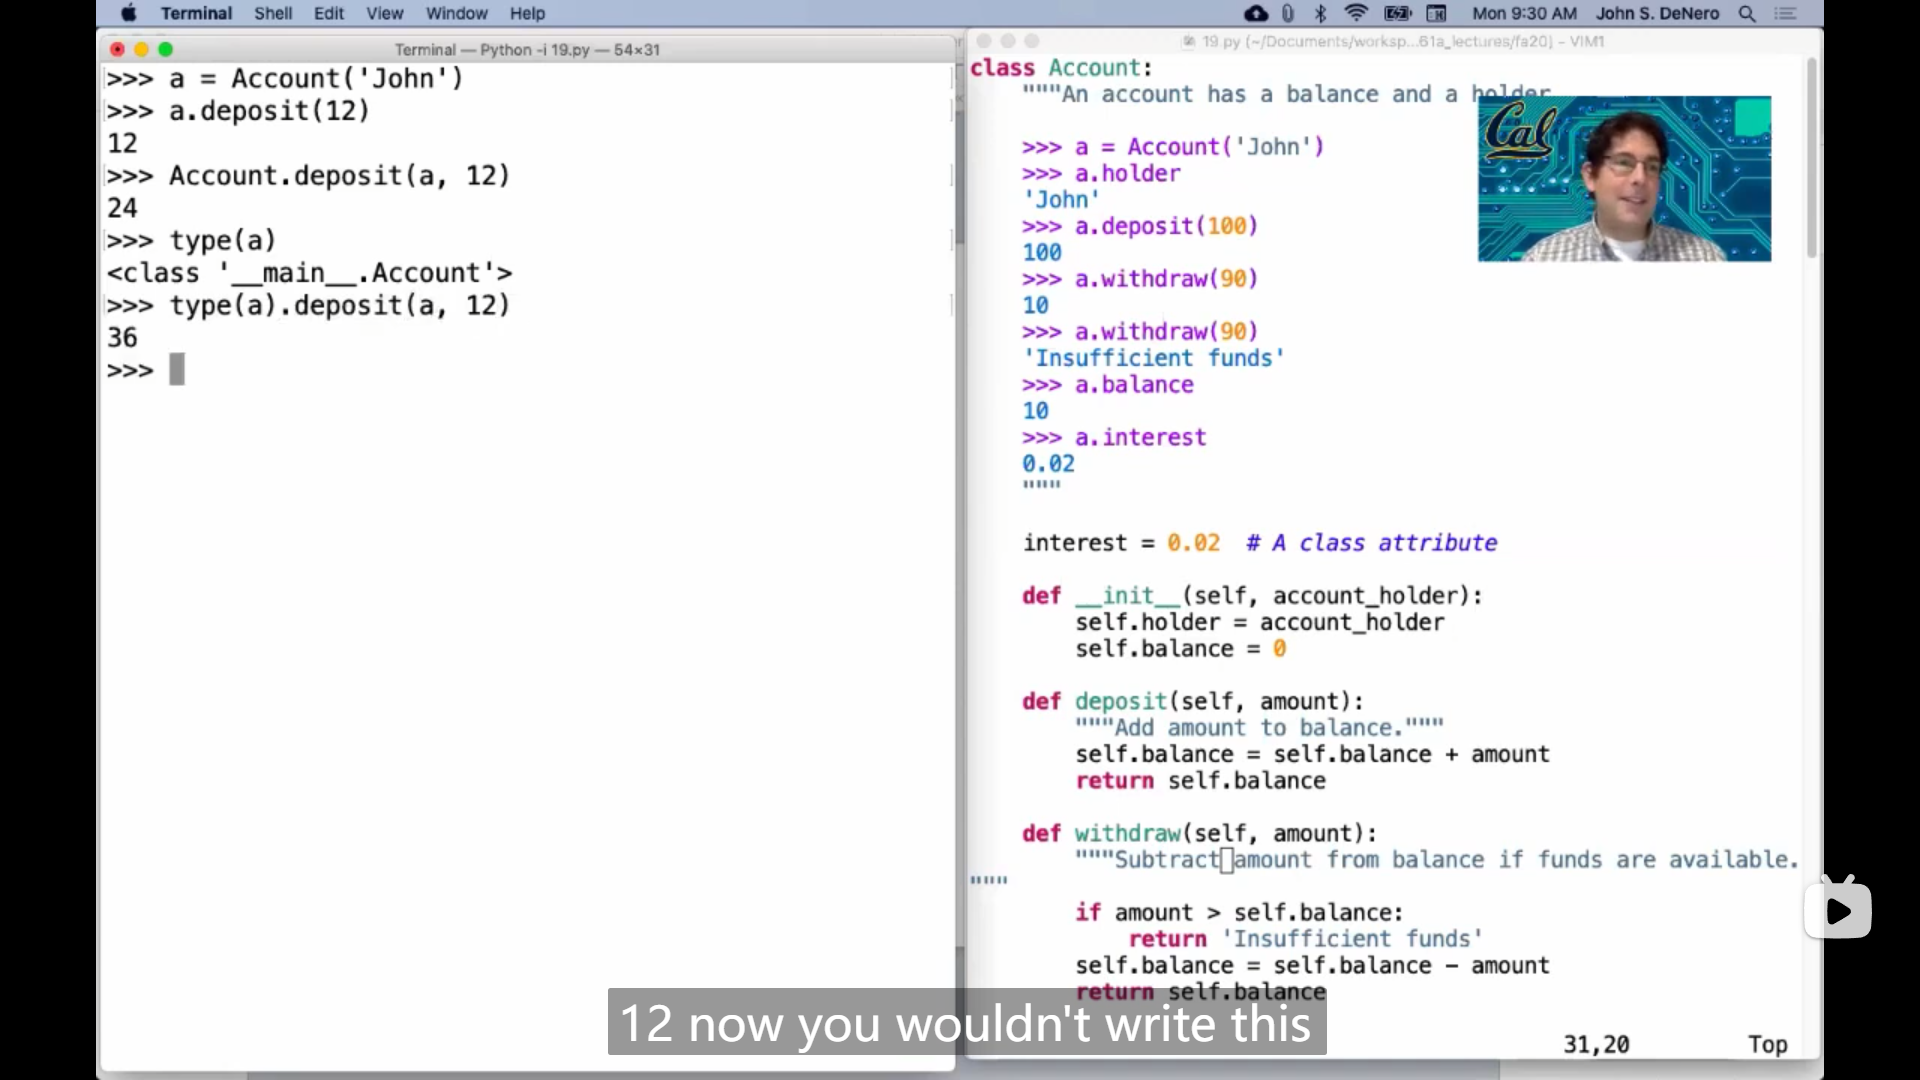 Terminal Shell Edit View Window Help Mon 9:30 AM John S. DeNero
Terminal — Python -i 19.py — 54×31
>>> a = Account('John')
>>> a.deposit(12)
12
>>> Account.deposit(a, 12)
24
>>> type(a)
<class '__main__.Account'>
>>> type(a).deposit(a, 12)
36
>>>
19.py (~/Documents/worksp...61a_lectures/fa20) - VIM1
class Account:
"""An account has a balance and a holder
>>> a = Account('John')
>>> a.holder
'John'
>>> a.deposit(100)
100
>>> a.withdraw(90)
10
>>> a.withdraw(90)
'Insufficient funds'
>>> a.balance
10
>>> a.interest
0.02
"""
interest = 0.02 # A class attribute
def __init__(self, account_holder):
self.holder = account_holder
self.balance = 0
def deposit(self, amount):
"""Add amount to balance."""
self.balance = self.balance + amount
return self.balance
def withdraw(self, amount):
"""Subtract amount from balance if funds are available.
"""
if amount > self.balance:
return 'Insufficient funds'
self.balance = self.balance - amount
return self.balance
31,20 Top
Cal
12 now you wouldn't write this